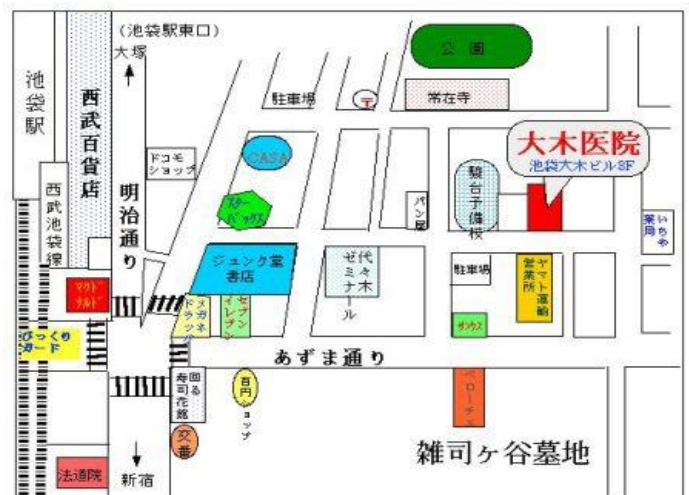 (池袋駅東口)
大塚
公園
池袋駅
西武百貨店
駐車場
〒
常在寺
大木医院
池袋大木ビル8F
CASA
ドコモ
ショップ
明治通り
西武池袋線
スター
バックス
パン屋
駿台予備校
いちや
薬局
ジュンク堂
書店
代々木
ゼミナール
駐車場
ヤマト運輸
営業所
マクド
ナルド
メガネ
ドラッグ
セブン
イレブン
サンクス
びっくり
ガード
あずま通り
回る
寿司花館
百円ショップ
ベローチェ
交番
雑司ヶ谷墓地
法道院
新宿